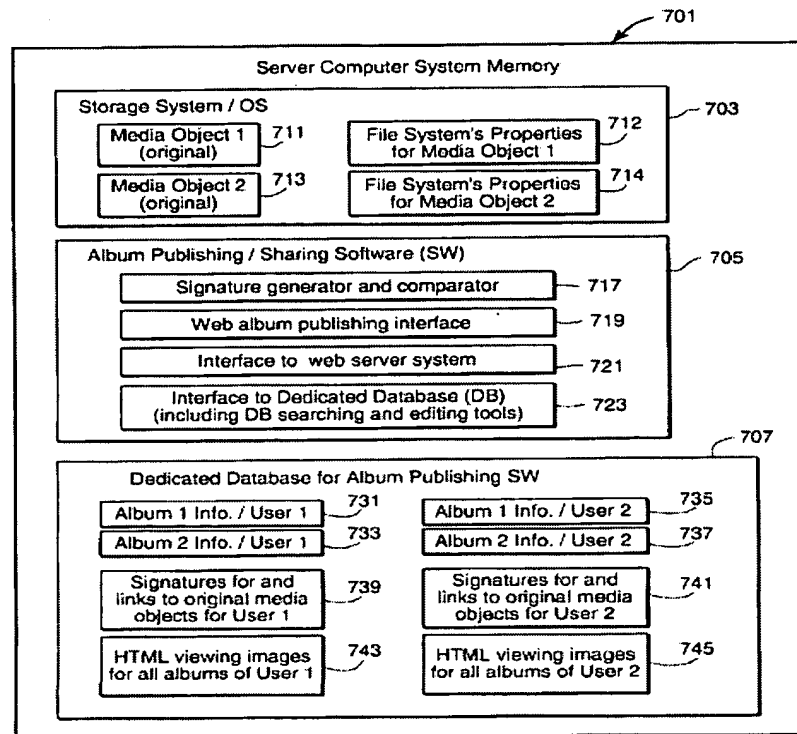 701
Server Computer System Memory
Storage System / OS
703
Media Object 1
(original)
711
File System's Properties
for Media Object 1
712
Media Object 2
(original)
713
File System's Properties
for Media Object 2
714
Album Publishing / Sharing Software (SW)
705
Signature generator and comparator
717
Web album publishing interface
719
Interface to web server system
721
Interface to Dedicated Database (DB)
(including DB searching and editing tools)
723
707
Dedicated Database for Album Publishing SW
Album 1 Info. / User 1
731
Album 1 Info. / User 2
735
Album 2 Info. / User 1
733
Album 2 Info. / User 2
737
Signatures for and
links to original media
objects for User 1
739
Signatures for and
links to original media
objects for User 2
741
HTML viewing images
for all albums of User 1
743
HTML viewing images
for all albums of User 2
745